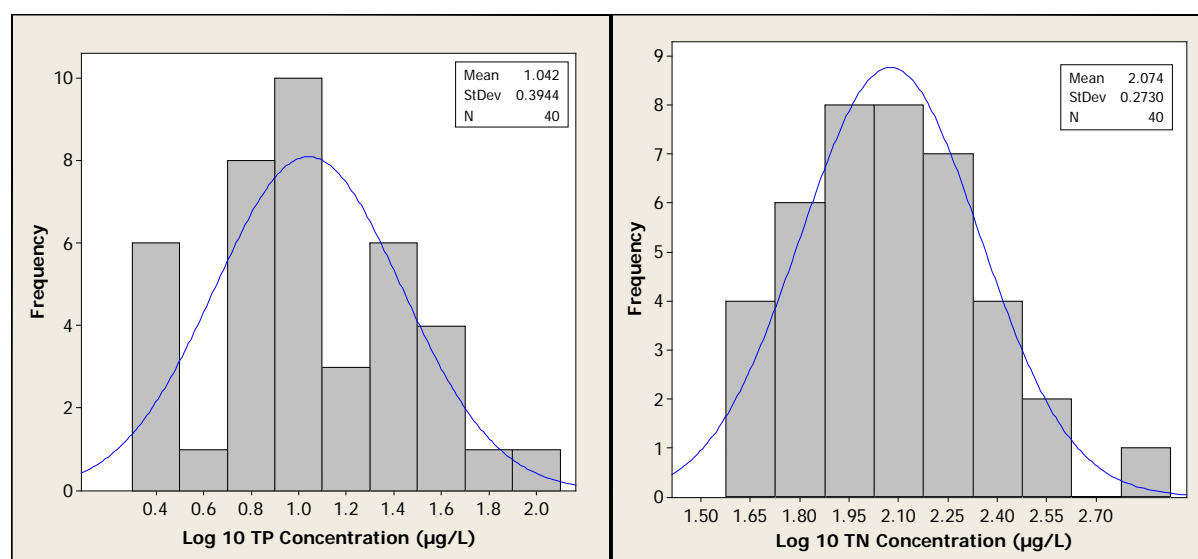 10
8
6
4
2
0
Frequency
Mean 1.042
StDev 0.3944
N 40
0.4 0.6 0.8 1.0 1.2 1.4 1.6 1.8 2.0
Log 10 TP Concentration (µg/L)
9
8
7
6
5
4
3
2
1
0
Frequency
Mean 2.074
StDev 0.2730
N 40
1.50 1.65 1.80 1.95 2.10 2.25 2.40 2.55 2.70
Log 10 TN Concentration (µg/L)